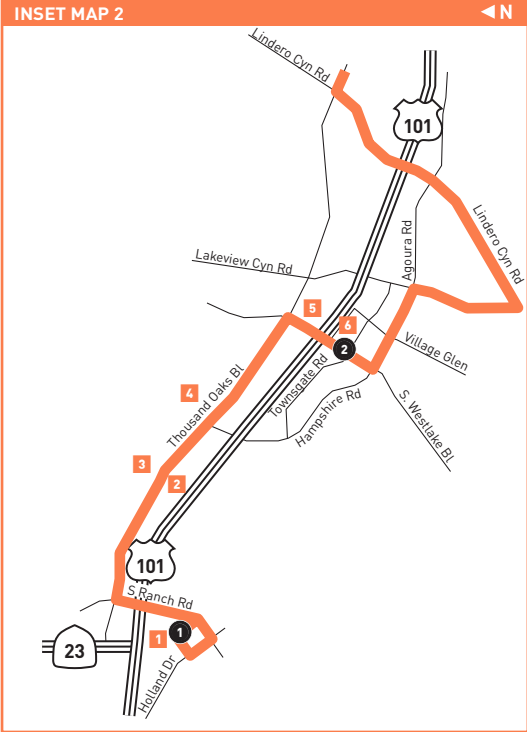 INSET MAP 2
N
Lindero Cyn Rd
101
Lindero Cyn Rd
Agoura Rd
Lakeview Cyn Rd
5
6
2
Village Glen
Townsgate Rd
Hampshire Rd
S. Westlake Bl
4
Thousand Oaks Bl
3
2
101
S Ranch Rd
1
1
23
Holland Dr